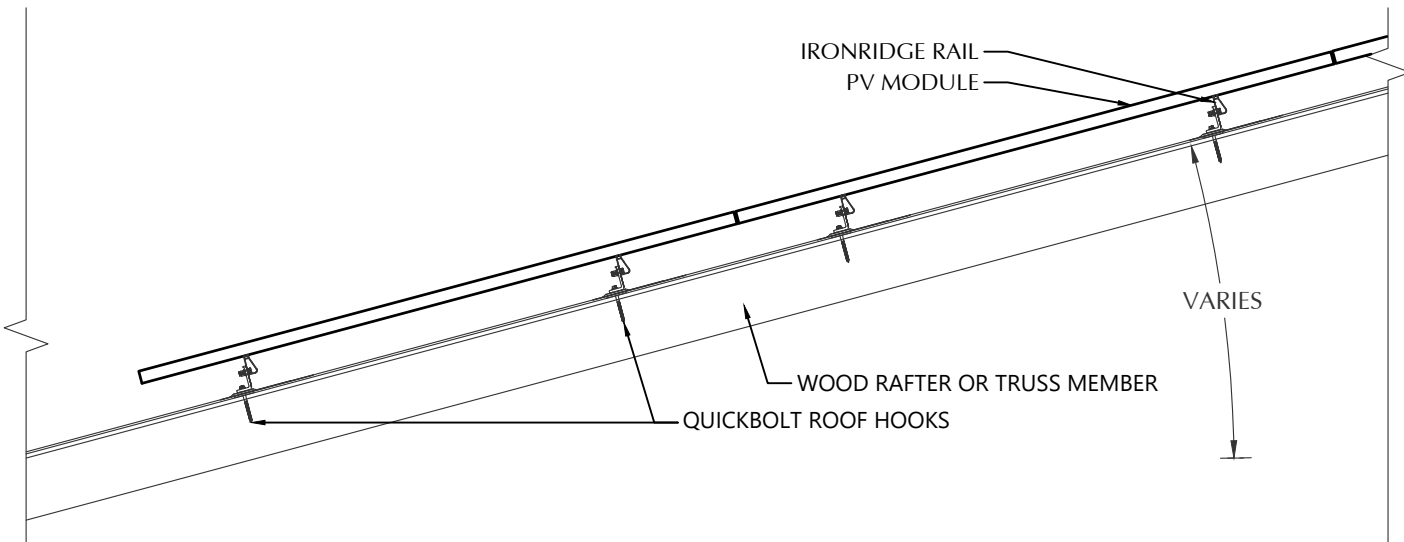 IRONRIDGE RAIL
PV MODULE
VARIES
WOOD RAFTER OR TRUSS MEMBER
QUICKBOLT ROOF HOOKS